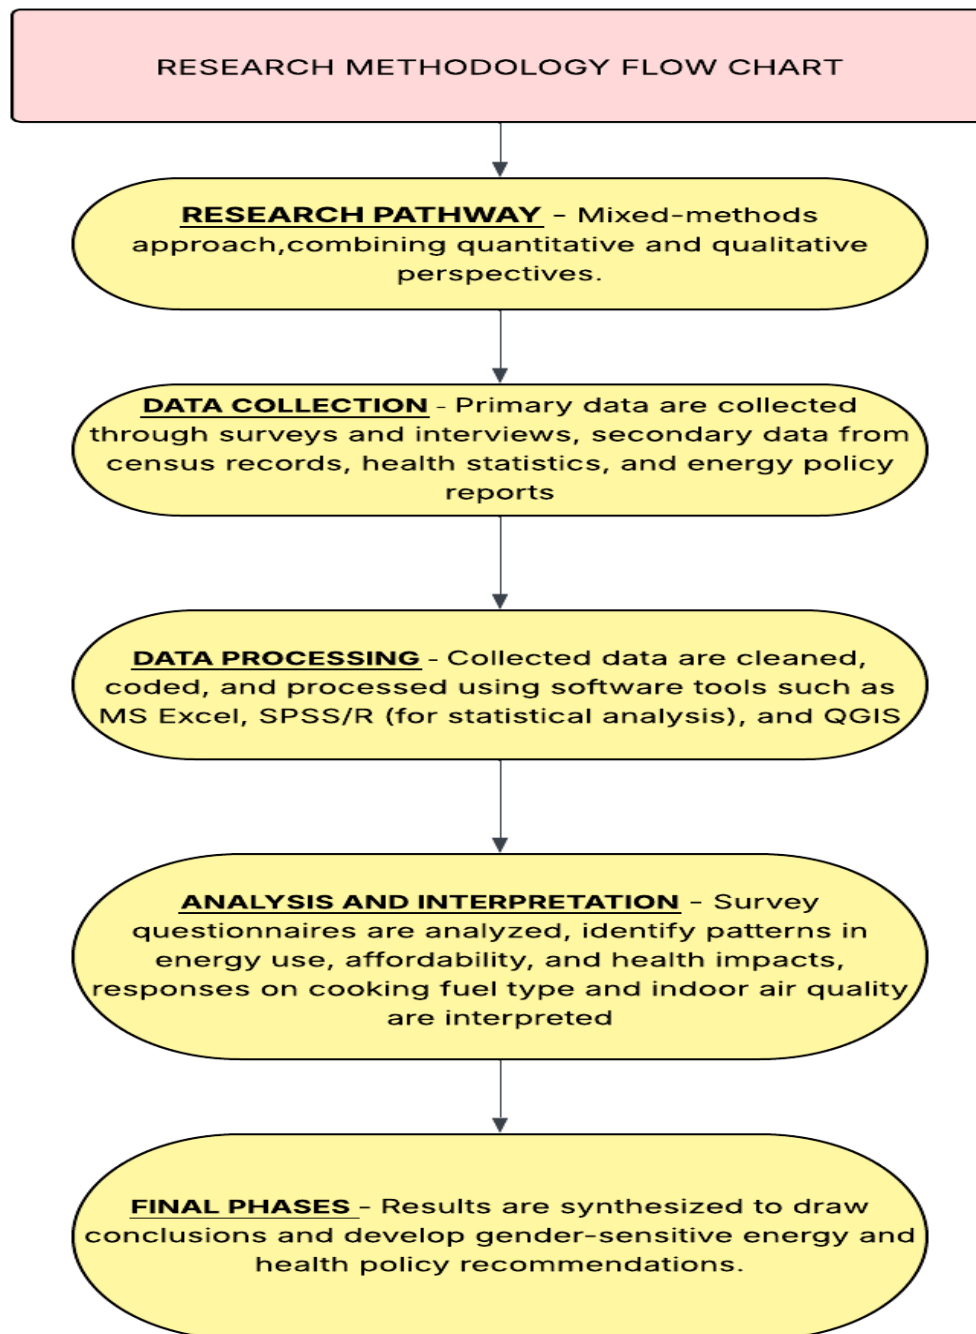 RESEARCH METHODOLOGY FLOW CHART
RESEARCH PATHWAY - Mixed-methods
approach,combining quantitative and qualitative
perspectives.
DATA COLLECTION - Primary data are collected
through surveys and interviews, secondary data from
census records, health statistics, and energy policy
reports
DATA PROCESSING - Collected data are cleaned,
coded, and processed using software tools such as
MS Excel, SPSS/R (for statistical analysis), and QGIS
ANALYSIS AND INTERPRETATION - Survey
questionnaires are analyzed, identify patterns in
energy use, affordability, and health impacts,
responses on cooking fuel type and indoor air quality
are interpreted
FINAL PHASES - Results are synthesized to draw
conclusions and develop gender-sensitive energy and
health policy recommendations.